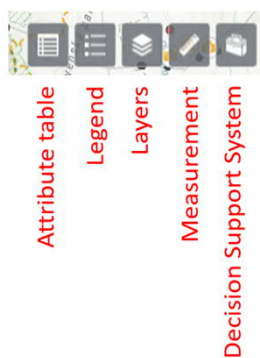 Attribute table
Legend
Layers
Measurement
Decision Support System